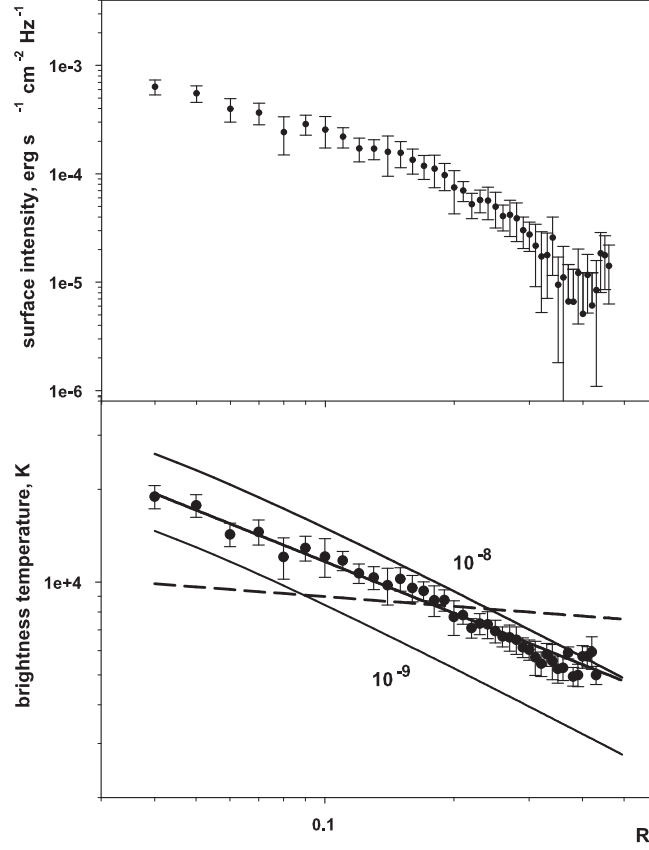 surface intensity, erg s⁻¹ cm⁻² Hz⁻¹
1e-3
1e-4
1e-5
1e-6
brightness temperature, K
1e+4
10⁻⁸
10⁻⁹
0.1
R